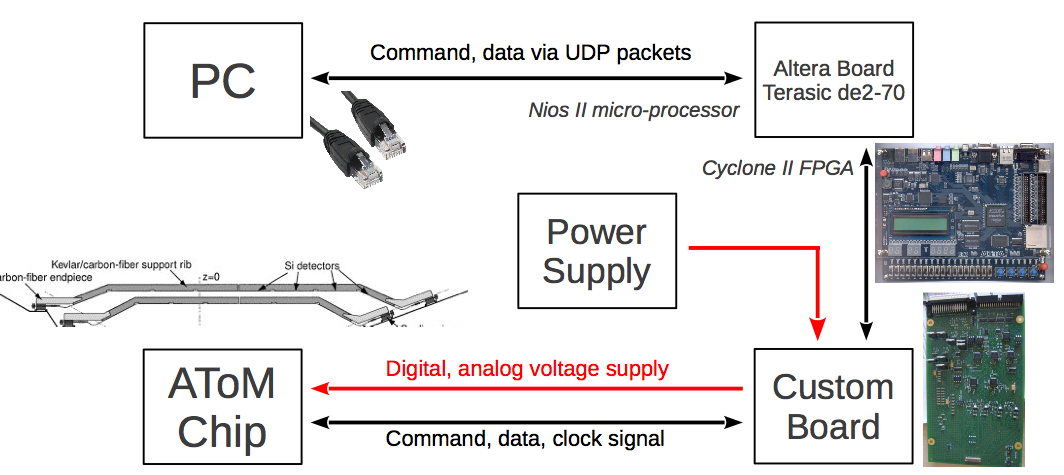 PC
Command, data via UDP packets
Nios II micro-processor
Altera Board
Terasic de2-70
Cyclone II FPGA
Power
Supply
Kevlar/carbon-fiber support rib
arbon-fiber endpiece
z=0
Si detectors
AToM
Chip
Digital, analog voltage supply
Command, data, clock signal
Custom
Board